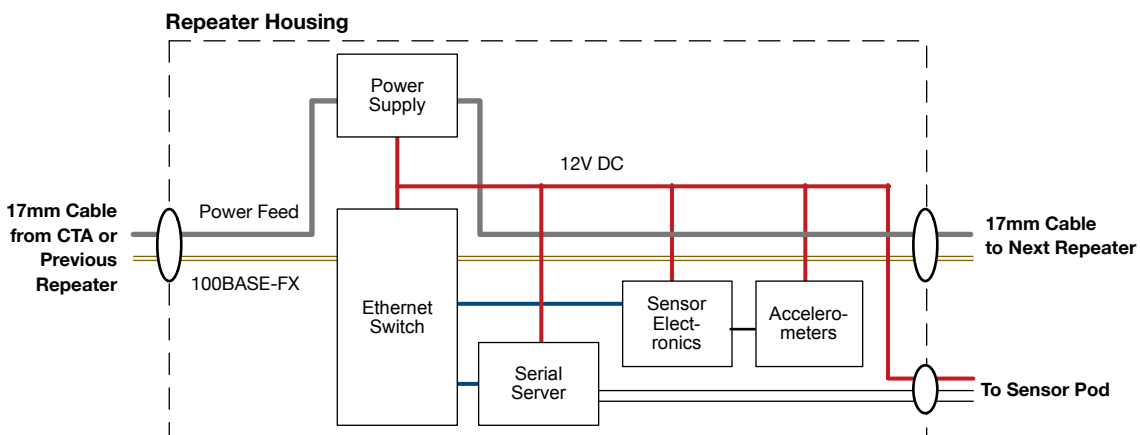 Repeater Housing
Power
Supply
12V DC
17mm Cable
from CTA or
Previous
Repeater
Power Feed
100BASE-FX
17mm Cable
to Next Repeater
Ethernet
Switch
Sensor
Elect-
ronics
Accelero-
meters
Serial
Server
To Sensor Pod